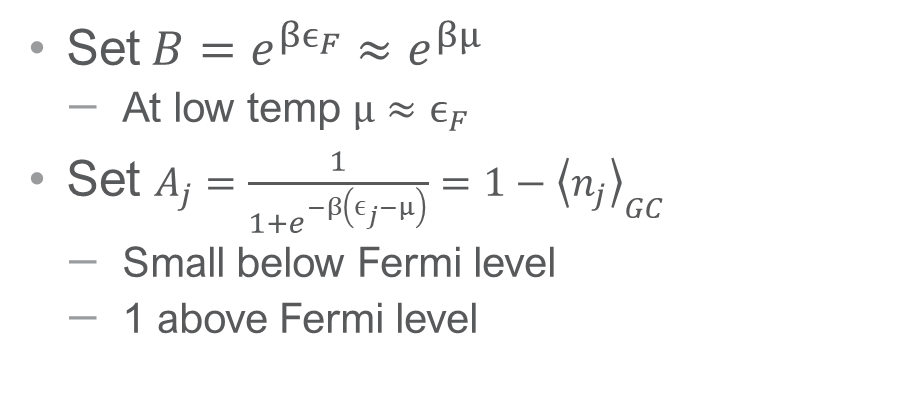 • Set B = e^{βϵ_F} ≈ e^{βμ}
– At low temp μ ≈ ϵ_F
• Set A_j = \frac{1}{1+e^{-β(ϵ_j-μ)}} = 1 − ⟨n_j⟩_{GC}
– Small below Fermi level
– 1 above Fermi level